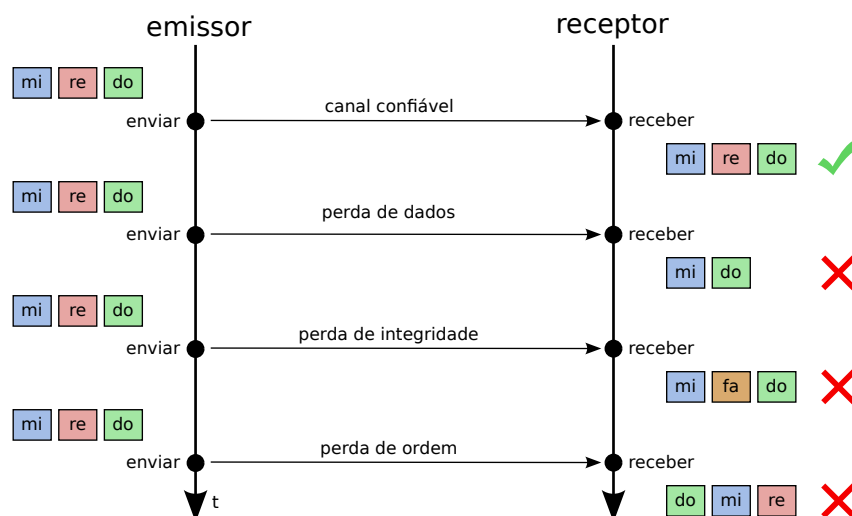 emissor receptor
mi re do
canal confiável
enviar receber
mi re do
mi re do
perda de dados
enviar receber
mi do
mi re do
perda de integridade
enviar receber
mi fa do
mi re do
perda de ordem
enviar receber
t
do mi re